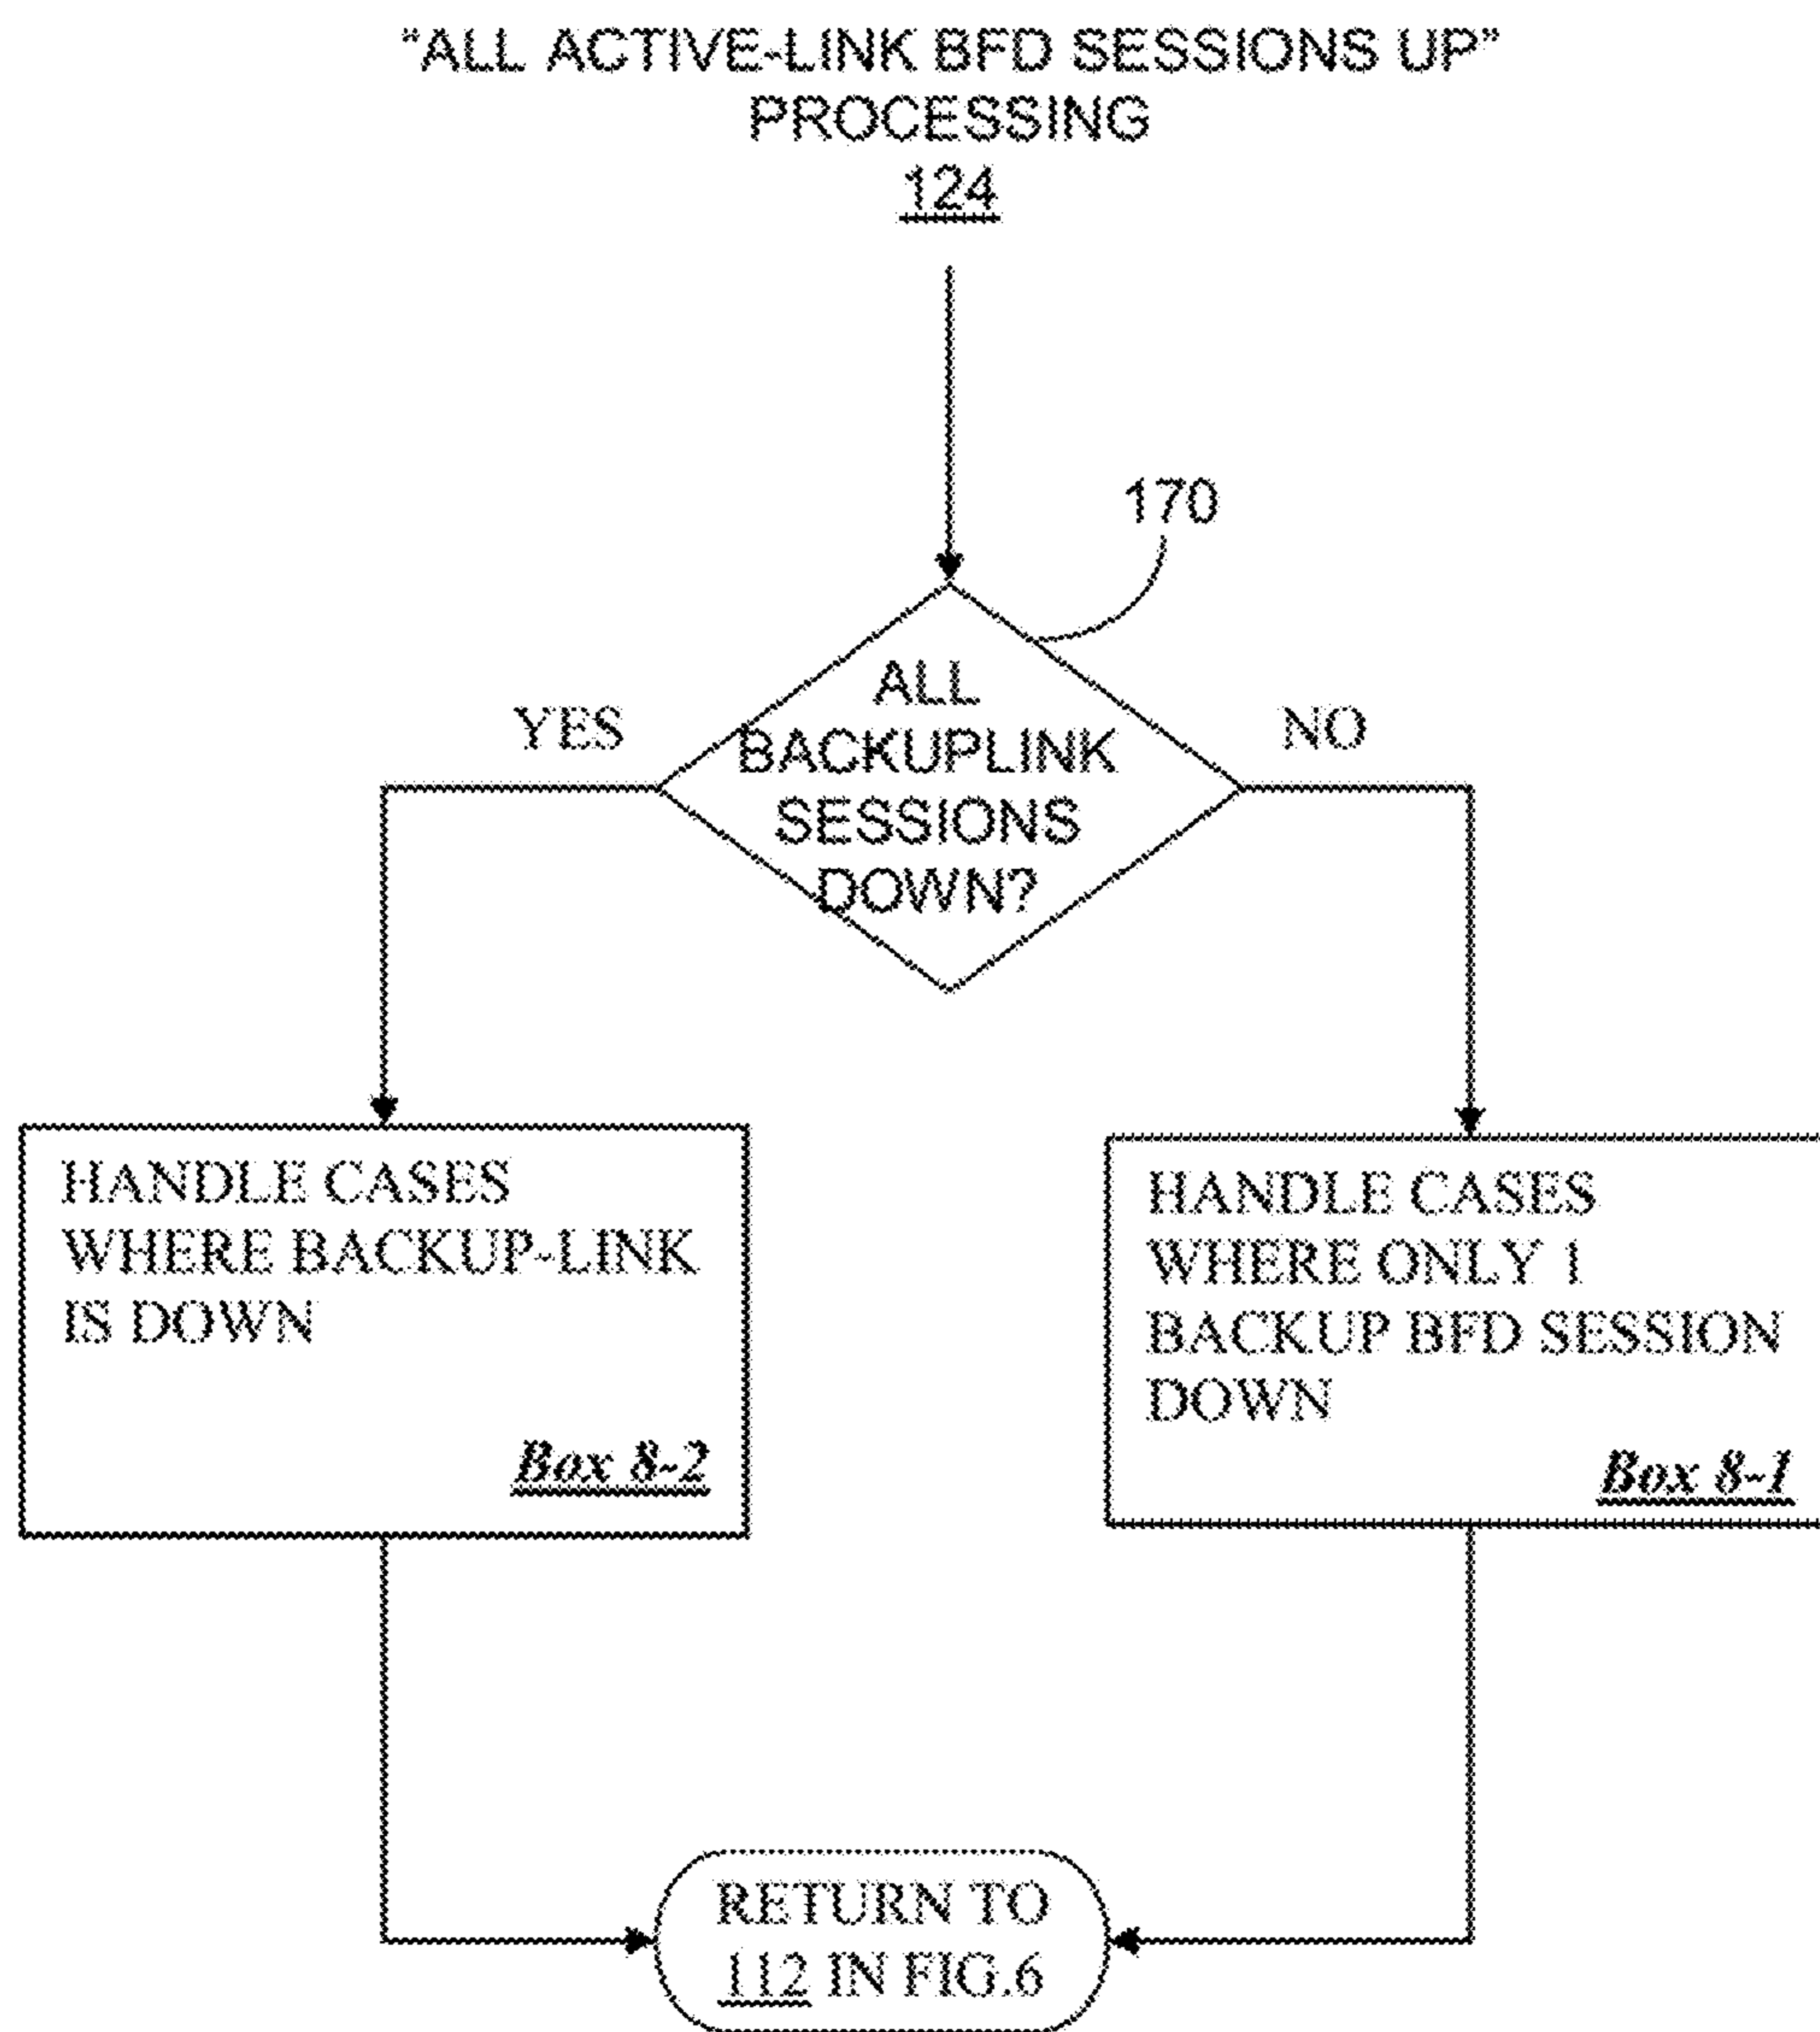 “ALL ACTIVE-LINK BFD SESSIONS UP”
PROCESSING
124
170
ALL
BACKUPLINK
SESSIONS
DOWN?
YES
NO
HANDLE CASES
WHERE BACKUP-LINK
IS DOWN
Box 8-2
HANDLE CASES
WHERE ONLY 1
BACKUP BFD SESSION
DOWN
Box 8-1
RETURN TO
112 IN FIG.6